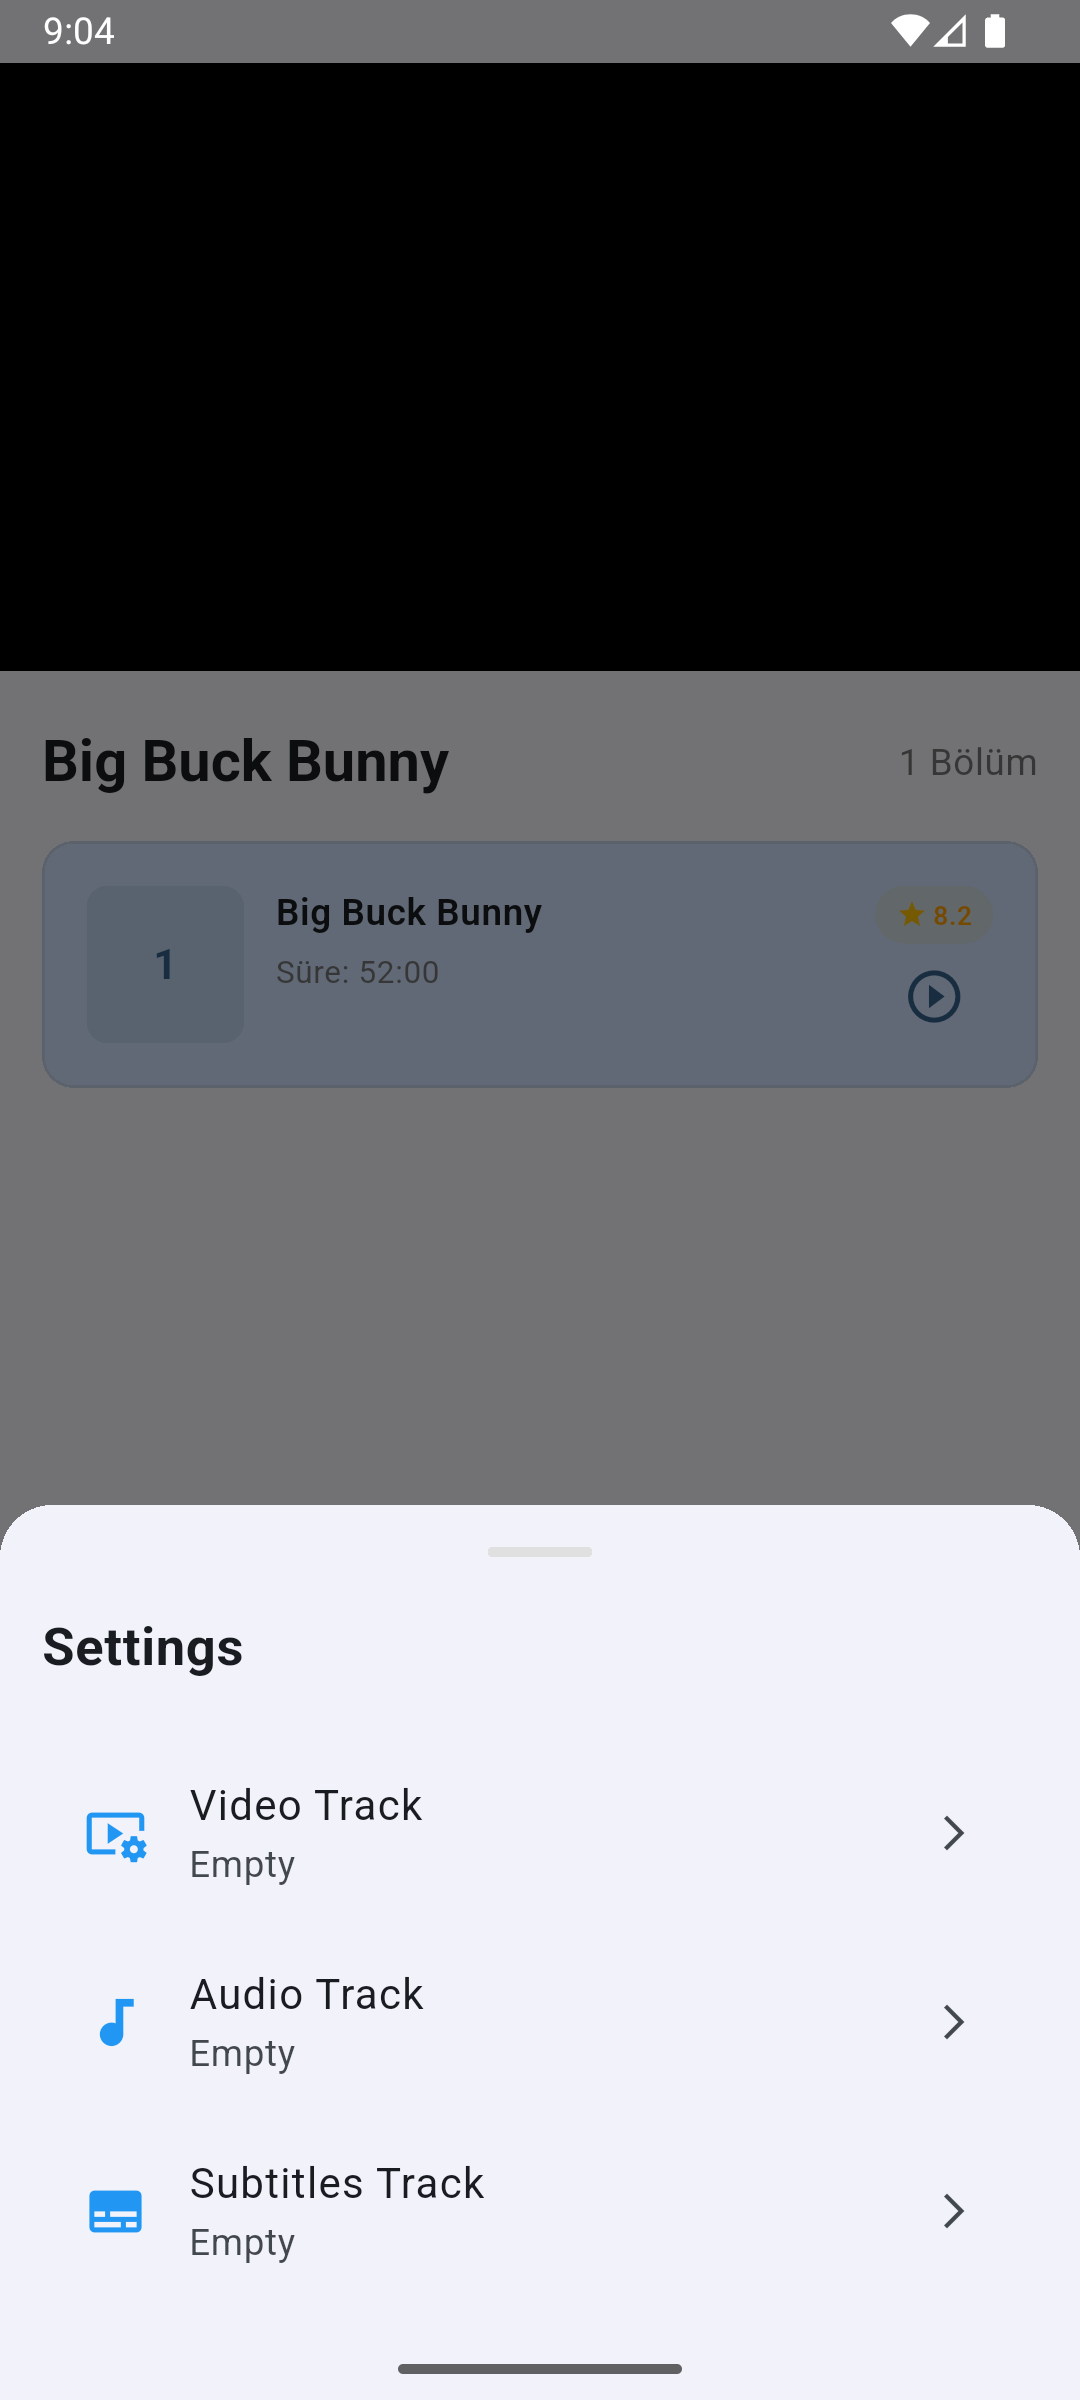 9:04
Big Buck Bunny
1 Bölüm
1
Big Buck Bunny
Süre: 52:00
8.2
Settings
Video Track
Empty
Audio Track
Empty
Subtitles Track
Empty